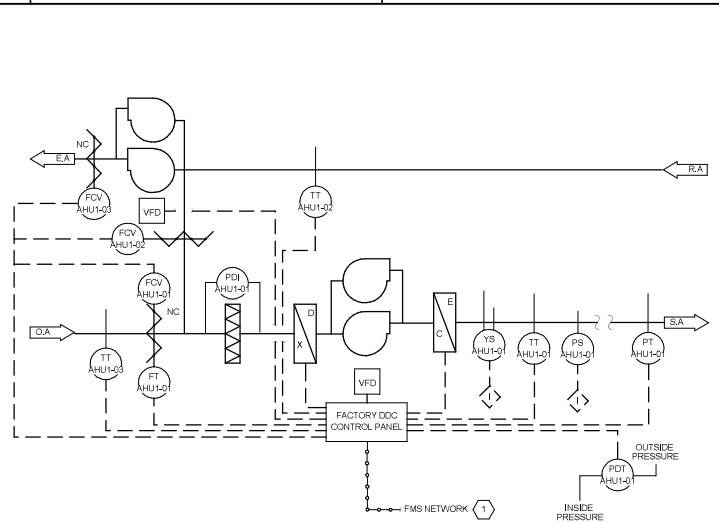 NC
E.A
R.A
FCV
AHU1-03
VFD
TT
AHU1-02
FCV
AHU1-02
FCV
AHU1-01
PDI
AHU1-01
NC
D
X
E
C
O.A
S.A
TT
AHU1-03
FT
AHU1-01
YS
AHU1-01
TT
AHU1-01
PS
AHU1-01
PT
AHU1-01
I
I
VFD
FACTORY DDC
CONTROL PANEL
OUTSIDE
PRESSURE
PDT
AHU1-01
INSIDE
PRESSURE
FMS NETWORK
1